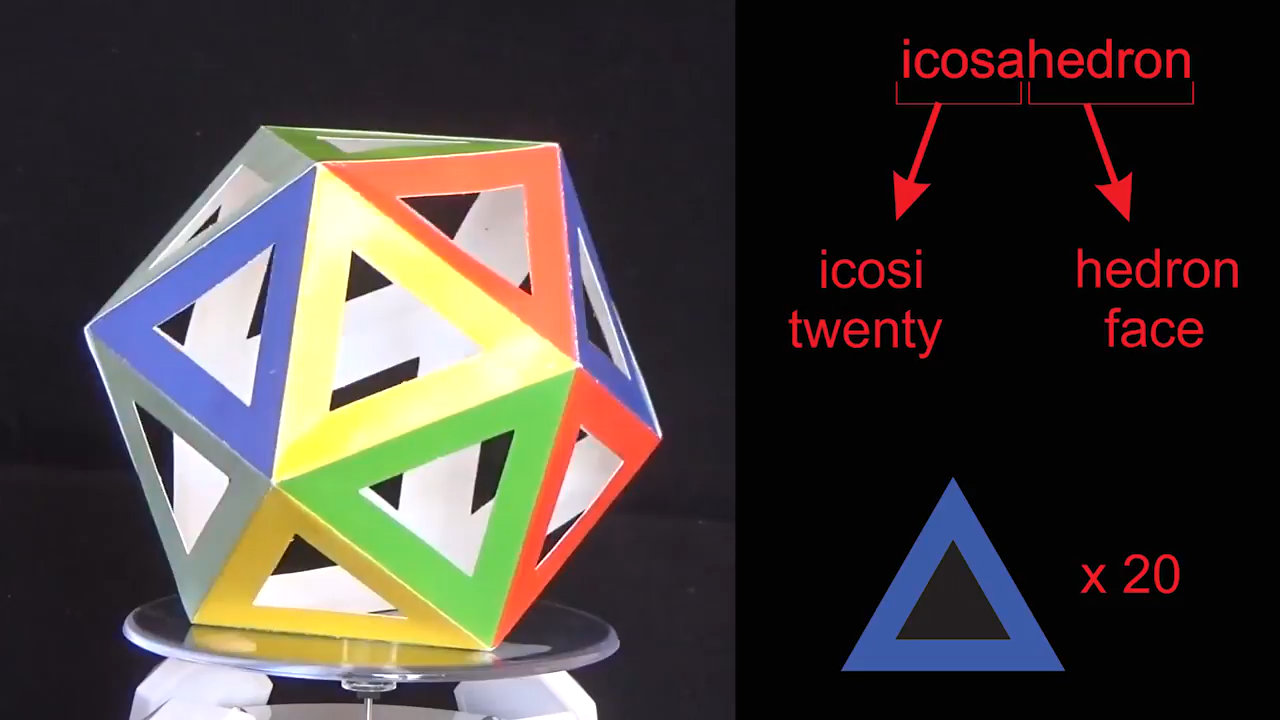 icosahedron
icosi
twenty
hedron
face
x 20